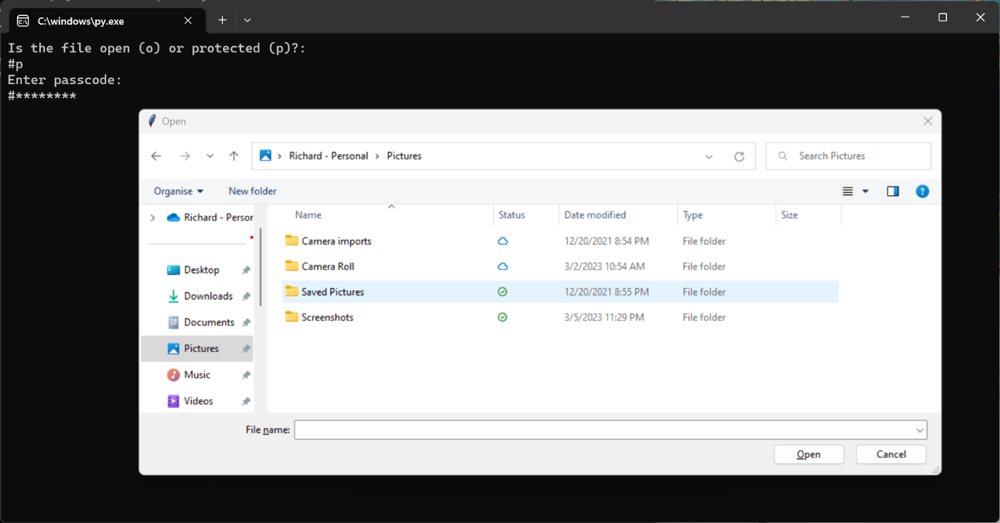 C:\windows\py.exe
Is the file open (o) or protected (p)?:
#p
Enter passcode:
#********
Open
Richard - Personal > Pictures
Search Pictures
Organise
New folder
Richard - Persor
Desktop
Downloads
Documents
Pictures
Music
Videos
Name Status Date modified Type Size
Camera imports 12/20/2021 8:54 PM File folder
Camera Roll 3/2/2023 10:54 AM File folder
Saved Pictures 12/20/2021 8:55 PM File folder
Screenshots 3/5/2023 11:29 PM File folder
File name:
Open Cancel